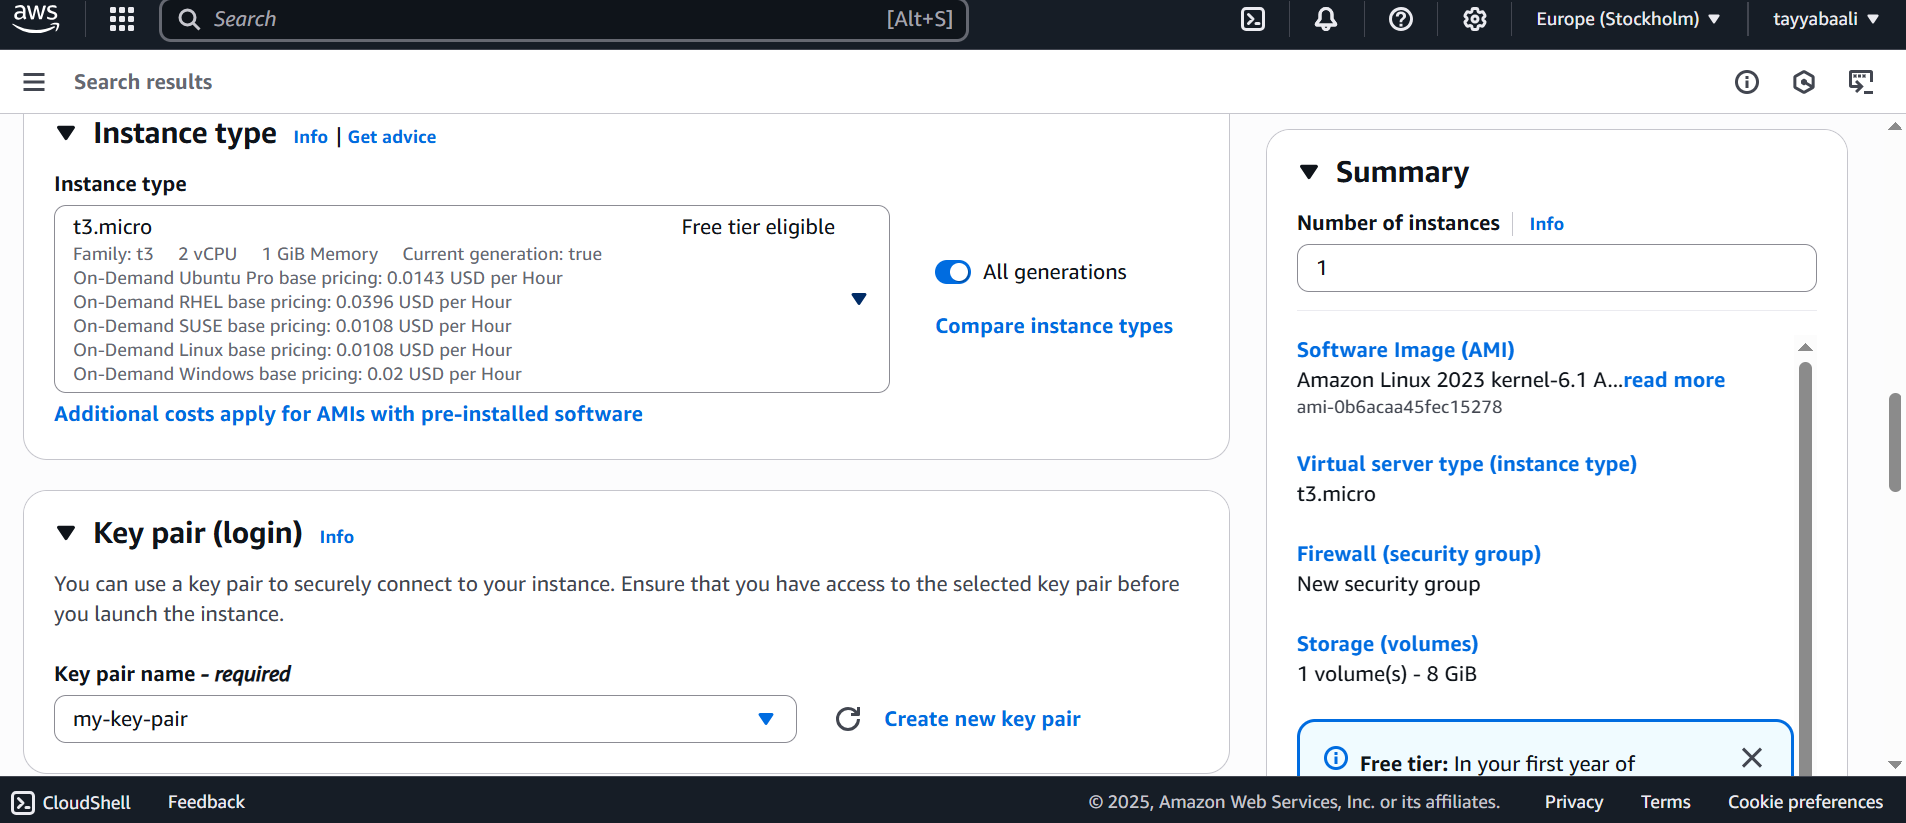 aws
Search [Alt+S]
Europe (Stockholm)
tayyabaali
Search results
Instance type Info | Get advice
Instance type
t3.micro Free tier eligible
Family: t3 2 vCPU 1 GiB Memory Current generation: true
On-Demand Ubuntu Pro base pricing: 0.0143 USD per Hour
On-Demand RHEL base pricing: 0.0396 USD per Hour
On-Demand SUSE base pricing: 0.0108 USD per Hour
On-Demand Linux base pricing: 0.0108 USD per Hour
On-Demand Windows base pricing: 0.02 USD per Hour
All generations
Compare instance types
Additional costs apply for AMIs with pre-installed software
Key pair (login) Info
You can use a key pair to securely connect to your instance. Ensure that you have access to the selected key pair before
you launch the instance.
Key pair name - required
my-key-pair
Create new key pair
Summary
Number of instances Info
1
Software Image (AMI)
Amazon Linux 2023 kernel-6.1 A...read more
ami-0b6acaa45fec15278
Virtual server type (instance type)
t3.micro
Firewall (security group)
New security group
Storage (volumes)
1 volume(s) - 8 GiB
Free tier: In your first year of
CloudShell Feedback © 2025, Amazon Web Services, Inc. or its affiliates. Privacy Terms Cookie preferences